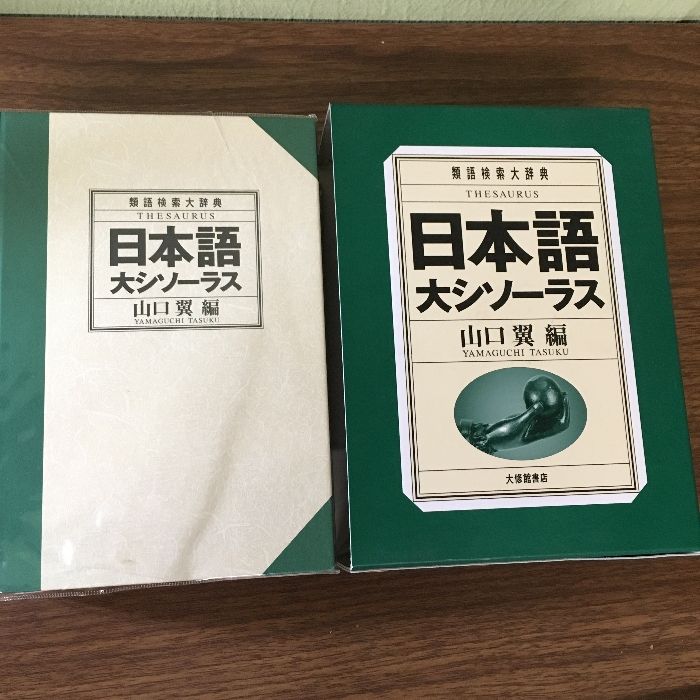 類語検索大辞典
THESAURUS
日本語
大シソーラス
山口翼 編
YAMAGUCHI TASUKU
類語検索大辞典
THESAURUS
日本語
大シソーラス
山口翼 編
YAMAGUCHI TASUKU
大修館書店